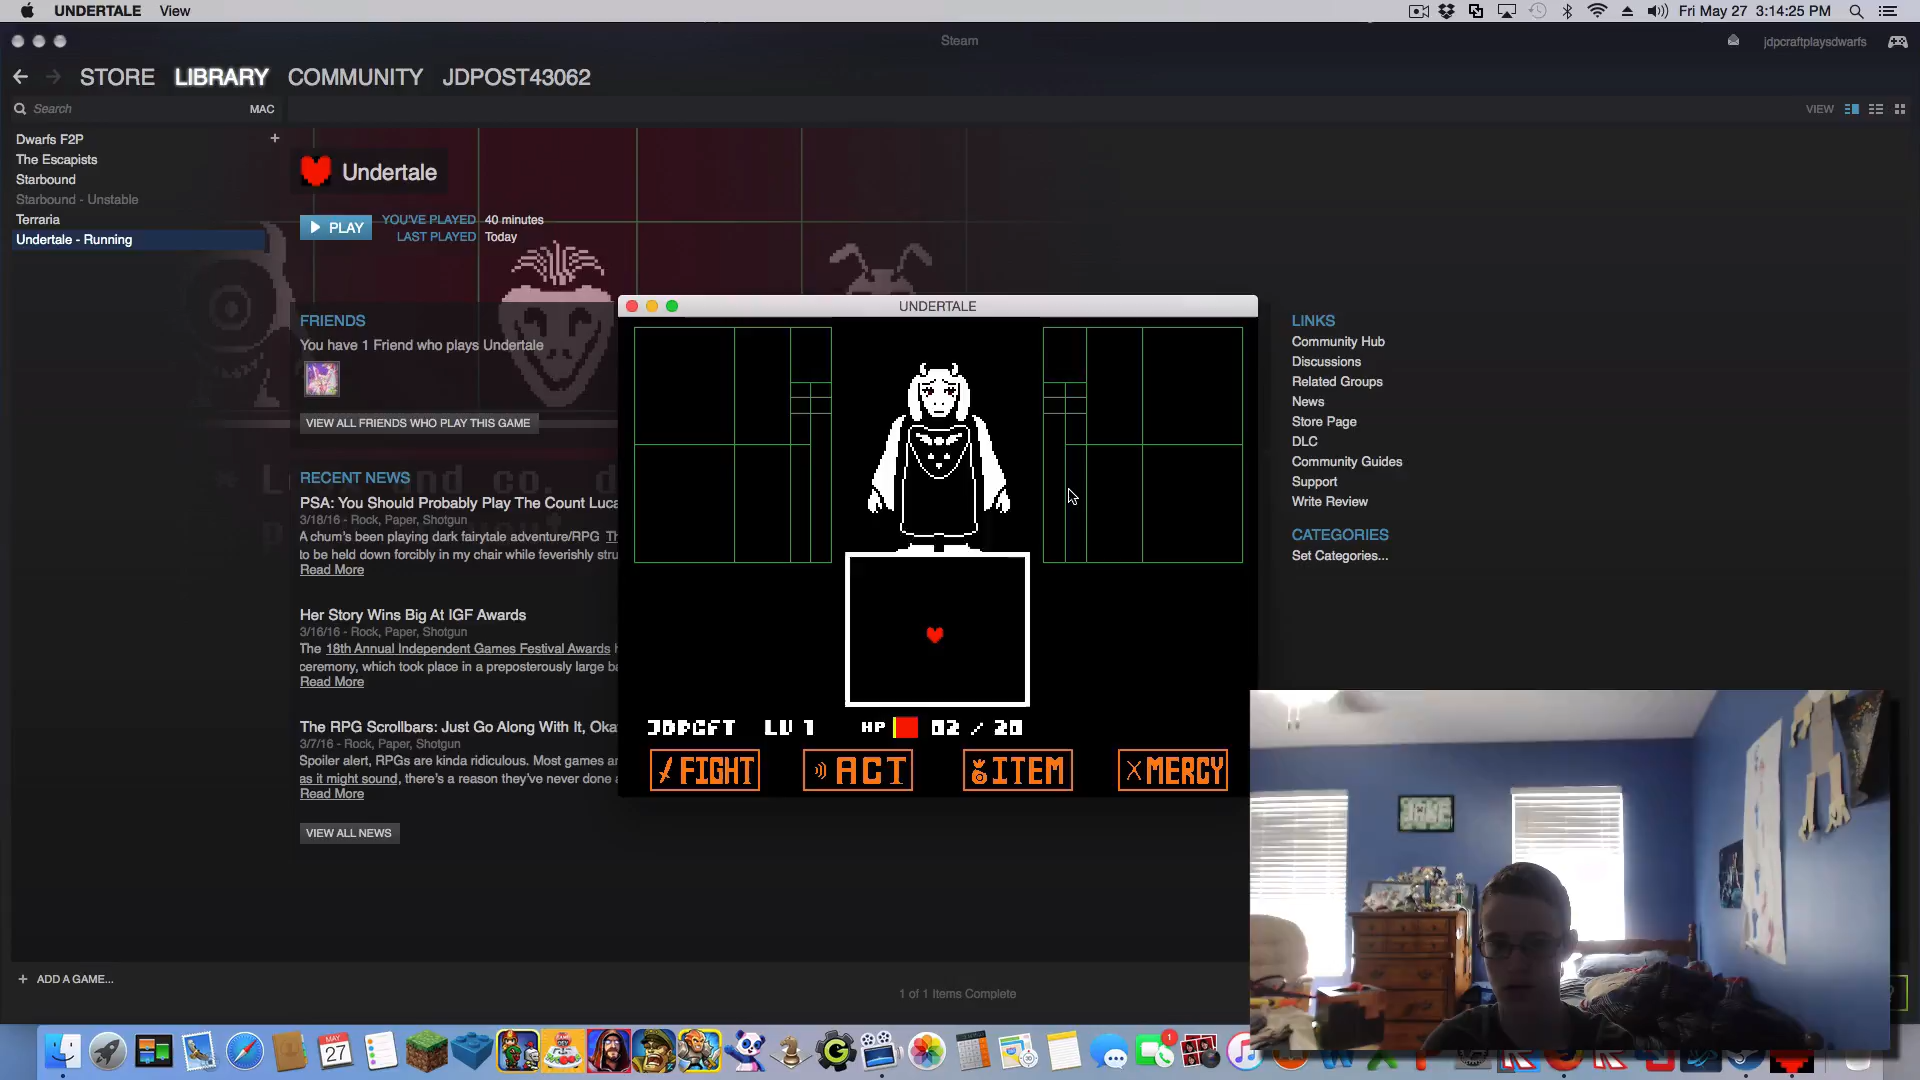 UNDERTALE View
Fri May 27 3:14:25 PM
Steam
jdpcraftplaysdwarfs
STORE LIBRARY COMMUNITY JDPOST43062
Search MAC
VIEW
Dwarfs F2P +
The Escapists
Starbound
Starbound - Unstable
Terraria
Undertale - Running
Undertale
PLAY
YOU'VE PLAYED 40 minutes
LAST PLAYED Today
FRIENDS
You have 1 Friend who plays Undertale
VIEW ALL FRIENDS WHO PLAY THIS GAME
RECENT NEWS
PSA: You Should Probably Play The Count Luca
3/18/16 - Rock, Paper, Shotgun
A chum's been playing dark fairytale adventure/RPG Th
to be held down forcibly in my chair while feverishly stru
Read More
Her Story Wins Big At IGF Awards
3/16/16 - Rock, Paper, Shotgun
The 18th Annual Independent Games Festival Awards
ceremony, which took place in a preposterously large ba
Read More
The RPG Scrollbars: Just Go Along With It, Oka
3/7/16 - Rock, Paper, Shotgun
Spoiler alert, RPGs are kinda ridiculous. Most games a
as it might sound, there's a reason they've never done a
Read More
VIEW ALL NEWS
UNDERTALE
JDPCFT LV 1 HP 02 / 20
FIGHT ACT ITEM MERCY
LINKS
Community Hub
Discussions
Related Groups
News
Store Page
DLC
Community Guides
Support
Write Review
CATEGORIES
Set Categories...
+ ADD A GAME...
1 of 1 Items Complete
MAY
27
1